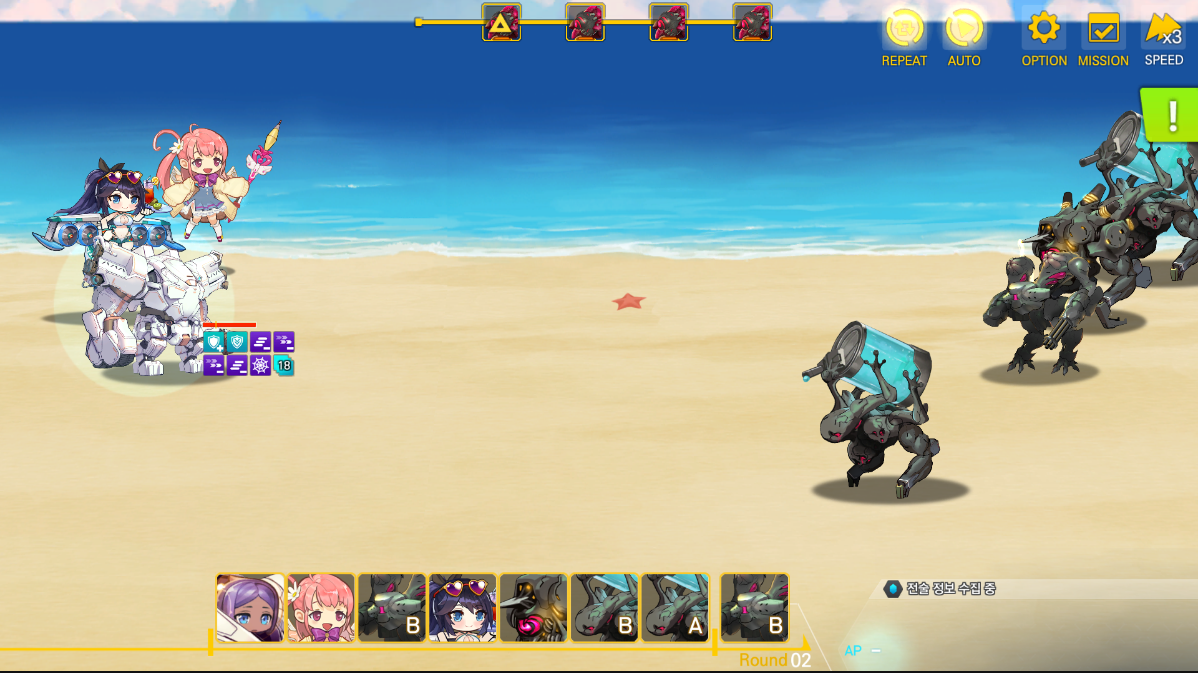 x3
REPEAT
AUTO
OPTION
MISSION
SPEED
!
18
B
B
A
B
전술 정보 수집 중
Round 02
AP –